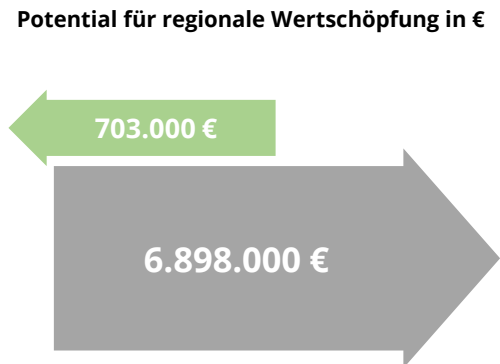 Potential für regionale Wertschöpfung in €
703.000 €
6.898.000 €